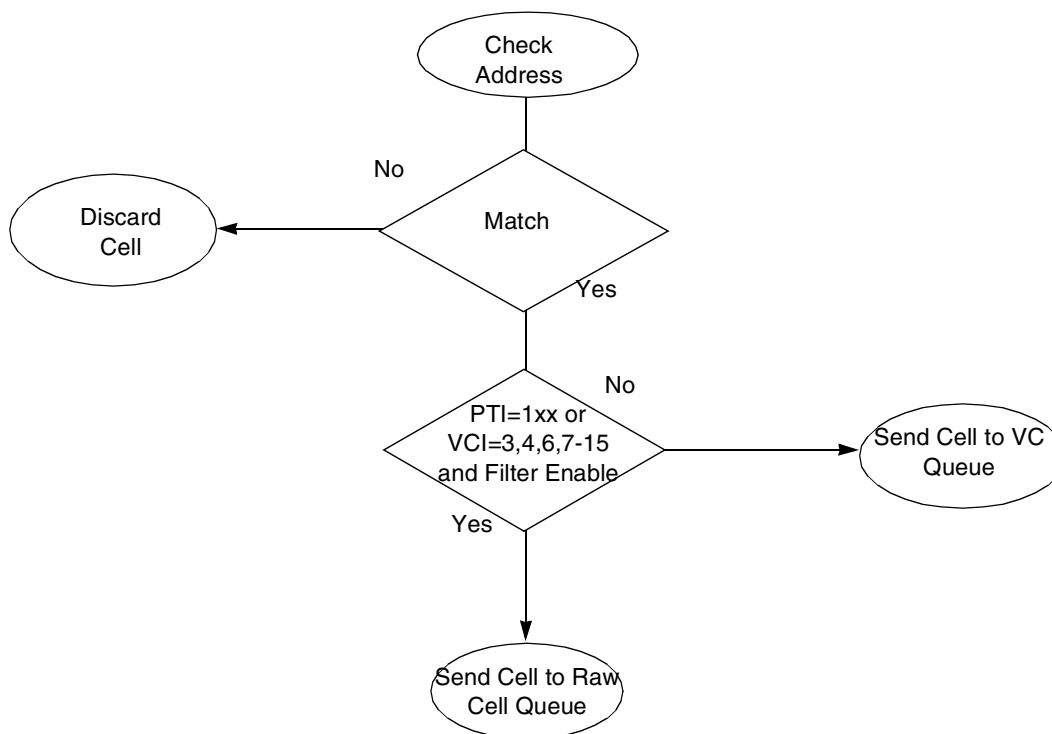 Check
Address
No
Match
Discard
Cell
Yes
No
PTI=1xx or
VCI=3,4,6,7-15
and Filter Enable
Send Cell to VC
Queue
Yes
Send Cell to Raw
Cell Queue